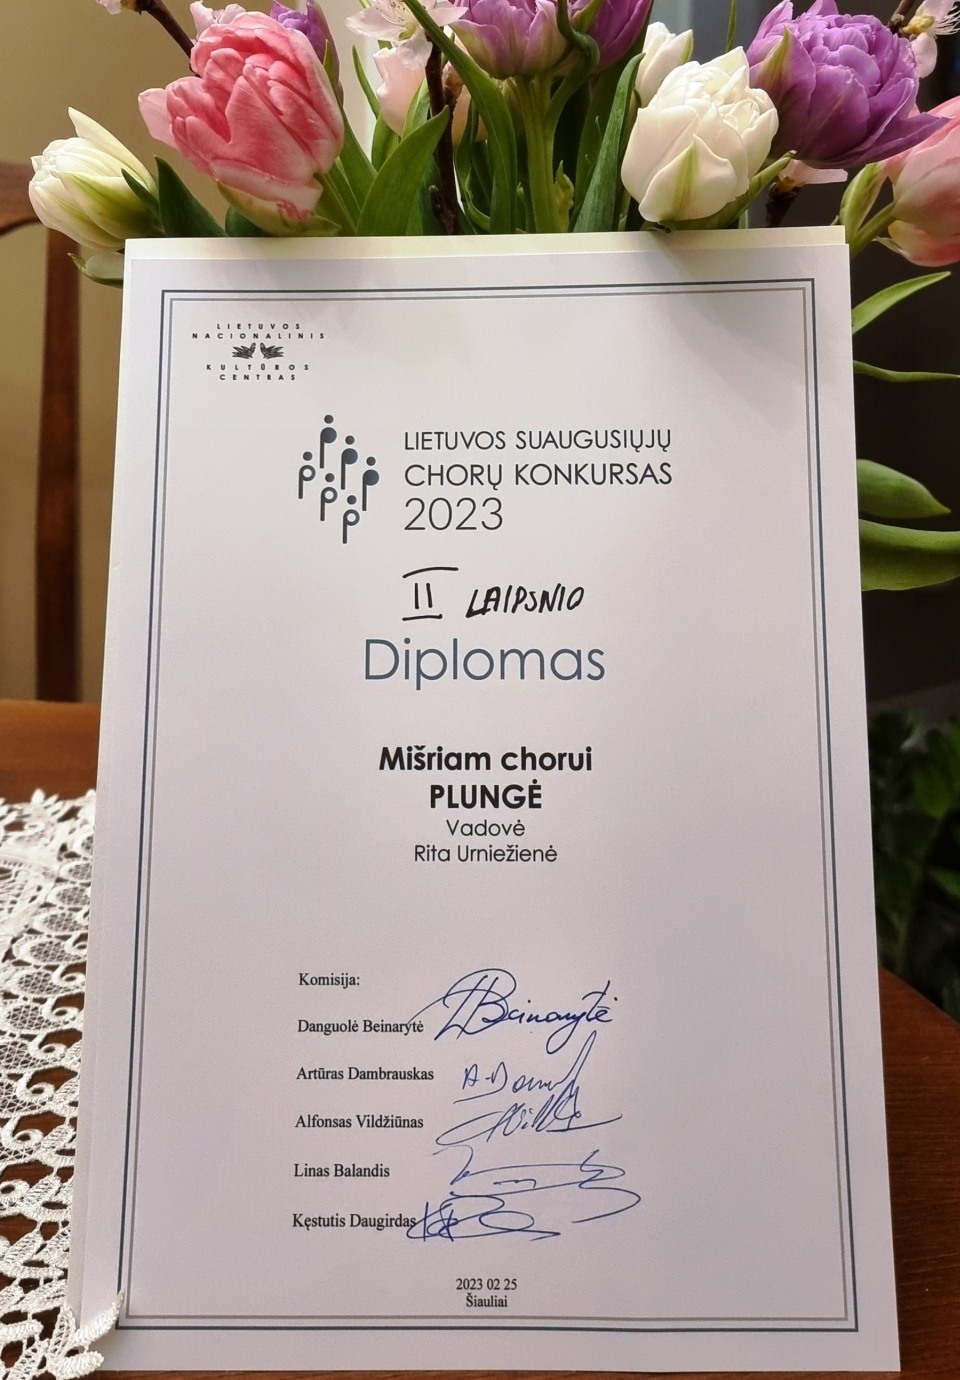 LIETUVOS
NACIONALINIS
KULTŪROS
CENTRAS
LIETUVOS SUAUGUSIŲJŲ
CHORŲ KONKURSAS
2023
II LAIPSNIO
Diplomas
Mišriam chorui
PLUNGĖ
Vadovė
Rita Urniežienė
Komisija:
Danguolė Beinarytė DBeinarytė
Artūras Dambrauskas
Alfonsas Vildžiūnas
Linas Balandis
Kęstutis Daugirdas
2023 02 25
Šiauliai